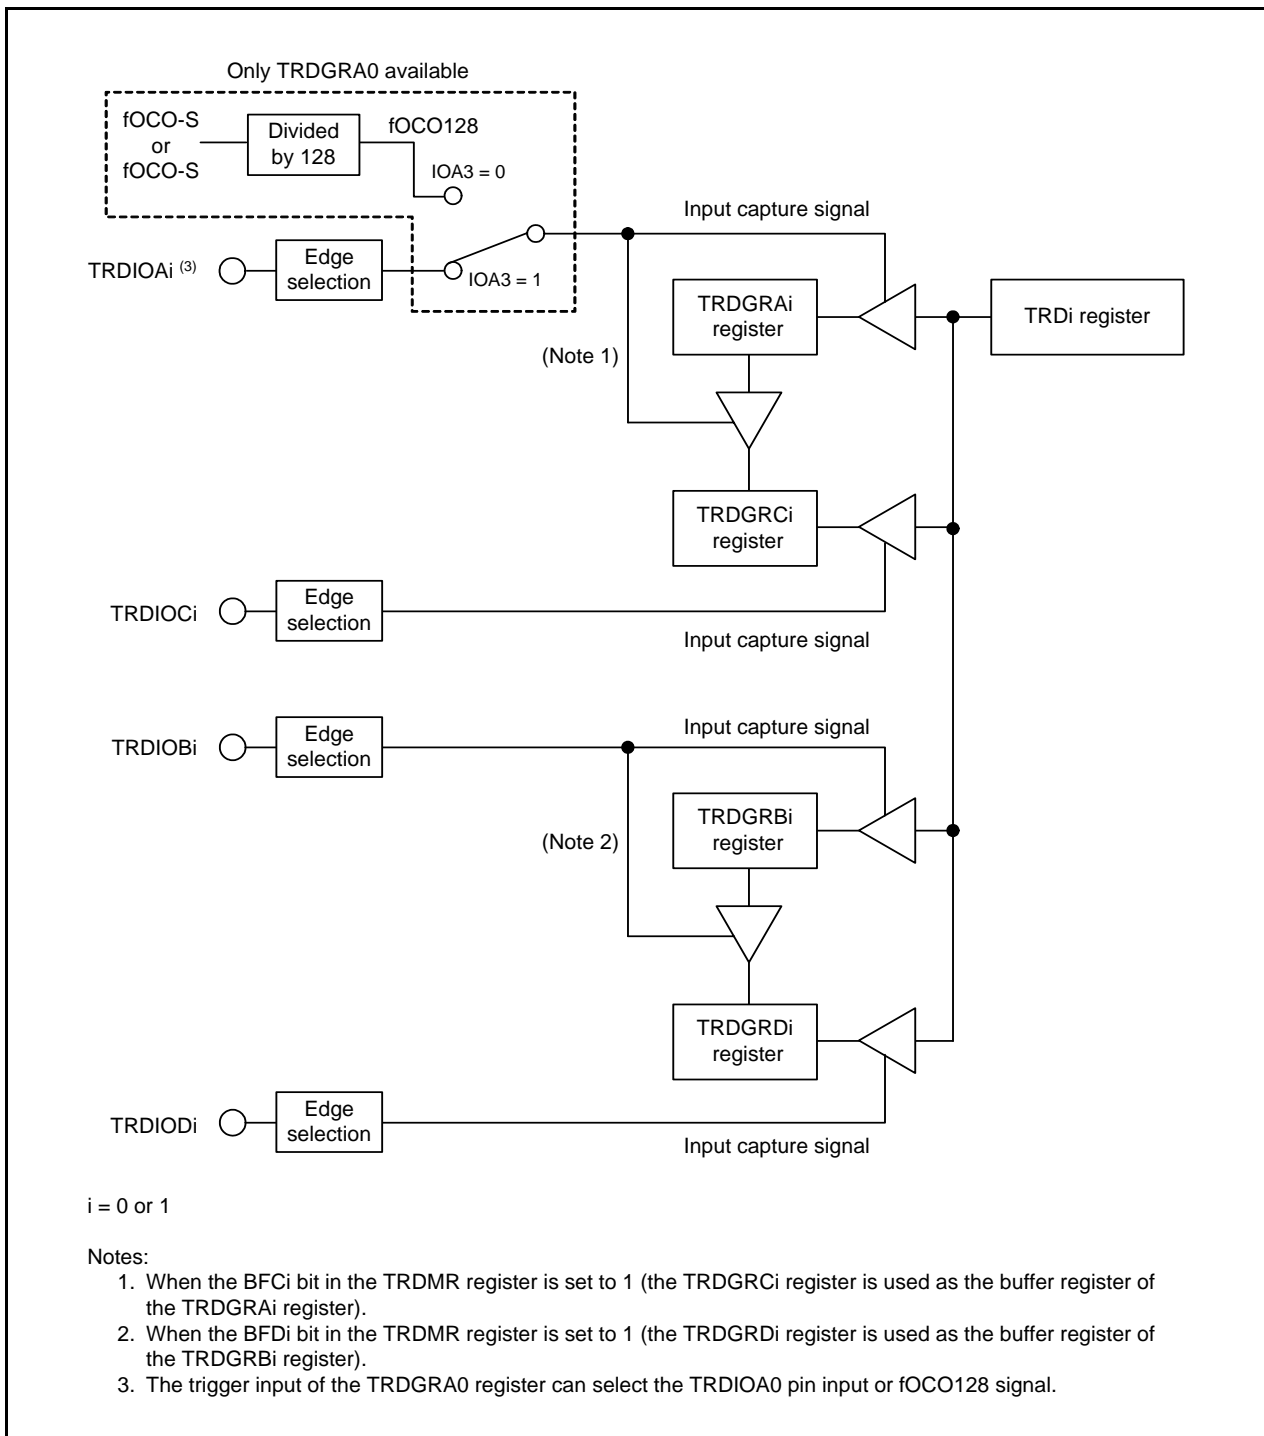 Only TRDGRA0 available
fOCO-S
or
fOCO-S
Divided
by 128
fOCO128
IOA3 = 0
Input capture signal
TRDIOAi (3)
Edge
selection
IOA3 = 1
TRDGRAi
register
TRDi register
(Note 1)
TRDGRCi
register
TRDIOCi
Edge
selection
Input capture signal
TRDIOBi
Edge
selection
Input capture signal
TRDGRBi
register
(Note 2)
TRDGRDi
register
TRDIODi
Edge
selection
Input capture signal
i = 0 or 1
Notes:
1. When the BFCi bit in the TRDMR register is set to 1 (the TRDGRCi register is used as the buffer register of
the TRDGRAi register).
2. When the BFDi bit in the TRDMR register is set to 1 (the TRDGRDi register is used as the buffer register of
the TRDGRBi register).
3. The trigger input of the TRDGRA0 register can select the TRDIOA0 pin input or fOCO128 signal.